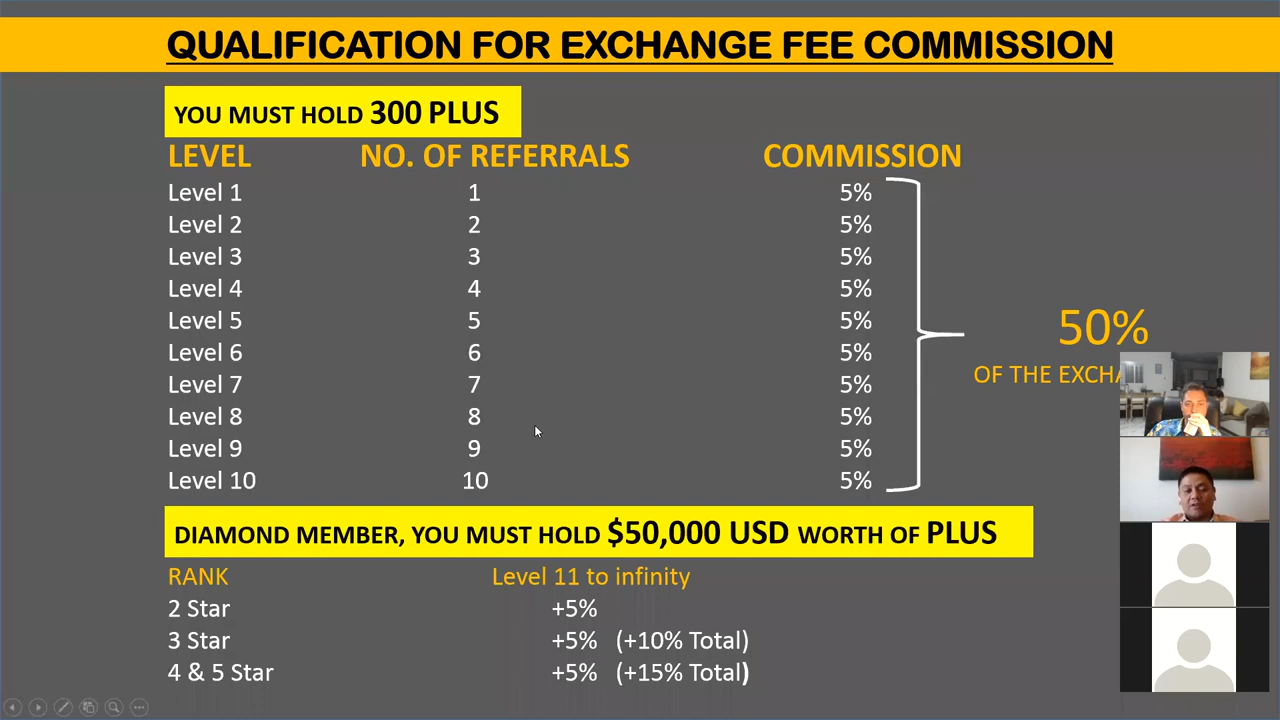 QUALIFICATION FOR EXCHANGE FEE COMMISSION
YOU MUST HOLD 300 PLUS
LEVEL NO. OF REFERRALS COMMISSION
Level 1 1 5%
Level 2 2 5%
Level 3 3 5%
Level 4 4 5%
Level 5 5 5%
Level 6 6 5%
Level 7 7 5%
Level 8 8 5%
Level 9 9 5%
Level 10 10 5%
50%
OF THE
DIAMOND MEMBER, YOU MUST HOLD $50,000 USD WORTH OF PLUS
RANK Level 11 to infinity
2 Star +5%
3 Star +5% (+10% Total)
4 & 5 Star +5% (+15% Total)